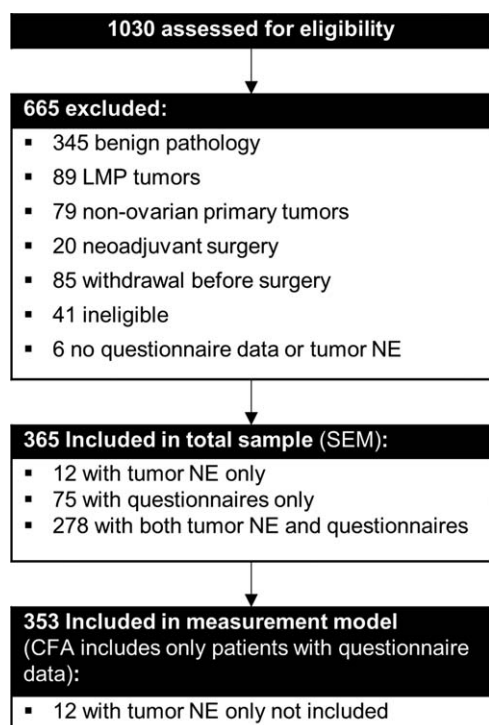 1030 assessed for eligibility
665 excluded:
▪ 345 benign pathology
▪ 89 LMP tumors
▪ 79 non-ovarian primary tumors
▪ 20 neoadjuvant surgery
▪ 85 withdrawal before surgery
▪ 41 ineligible
▪ 6 no questionnaire data or tumor NE
365 Included in total sample (SEM):
▪ 12 with tumor NE only
▪ 75 with questionnaires only
▪ 278 with both tumor NE and questionnaires
353 Included in measurement model
(CFA includes only patients with questionnaire
data):
▪ 12 with tumor NE only not included